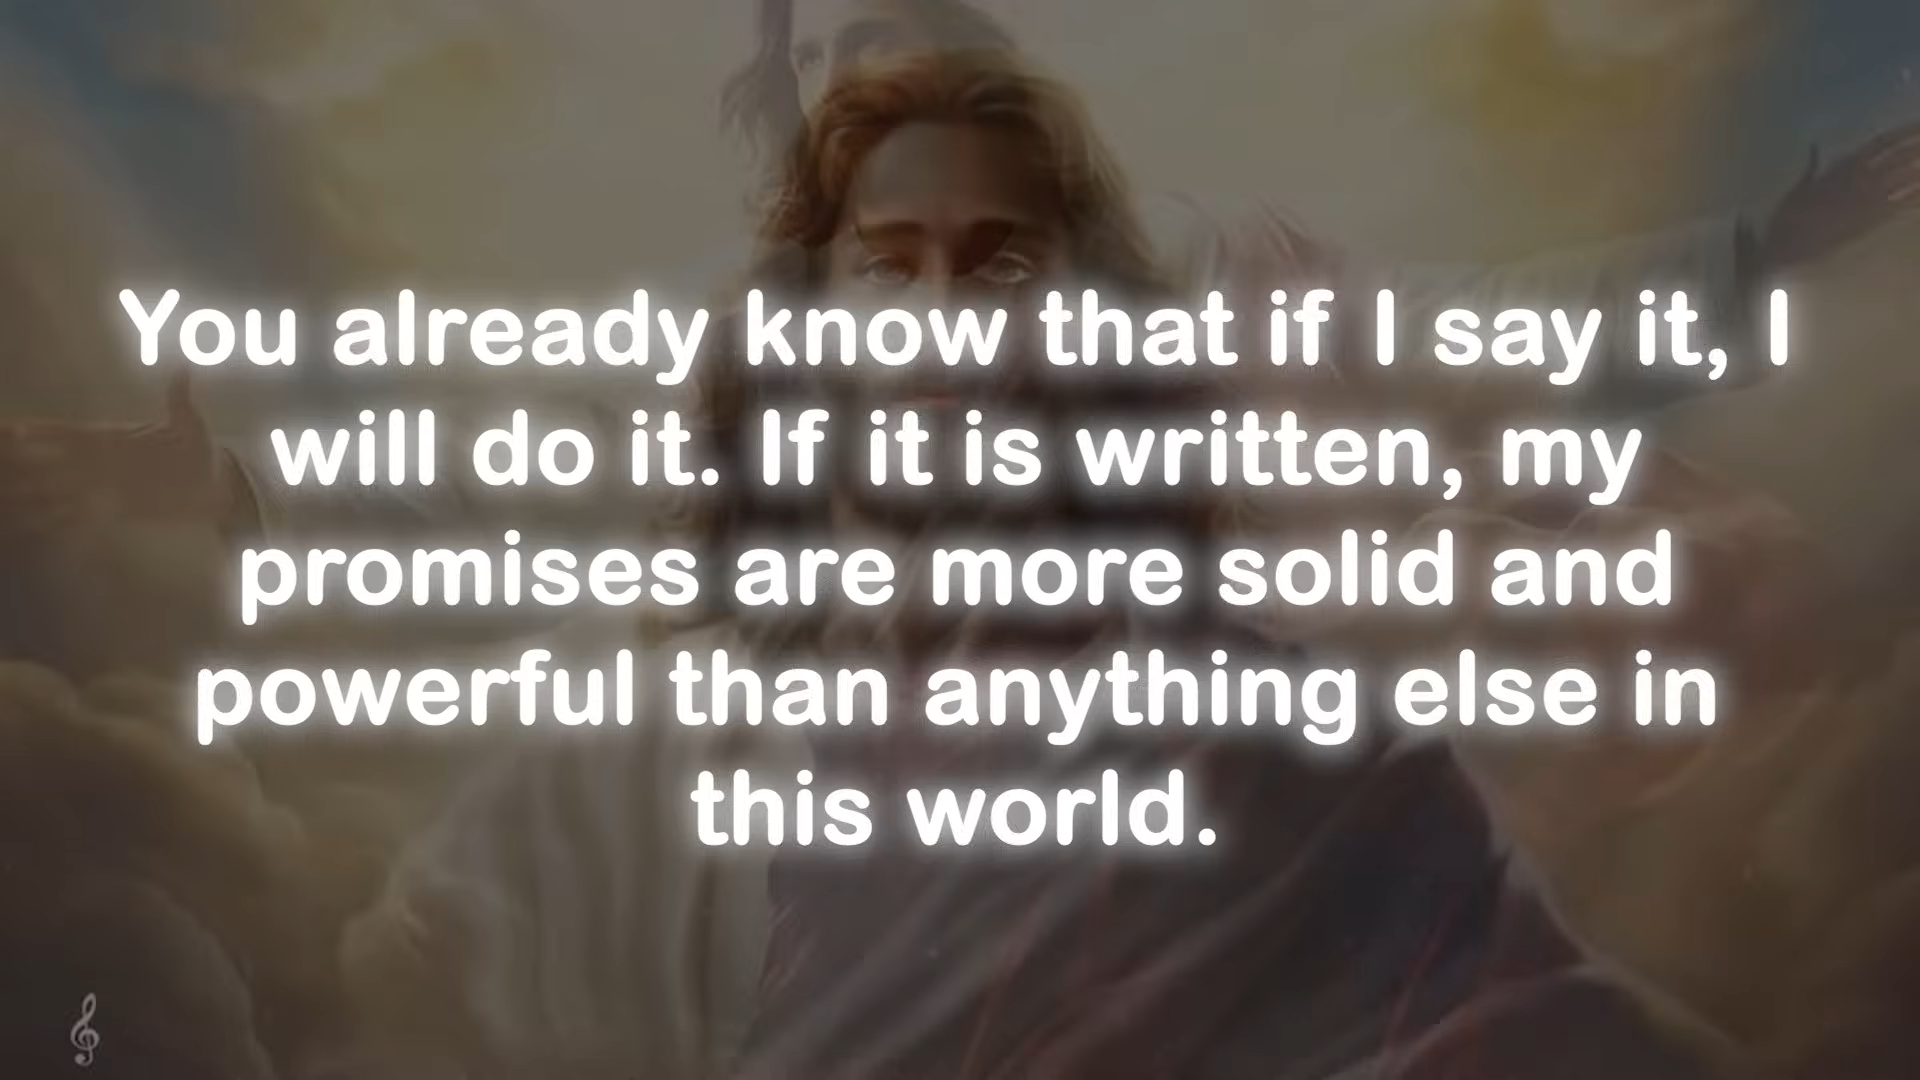 You already know that if I say it, I
will do it. If it is written, my
promises are more solid and
powerful than anything else in
this world.